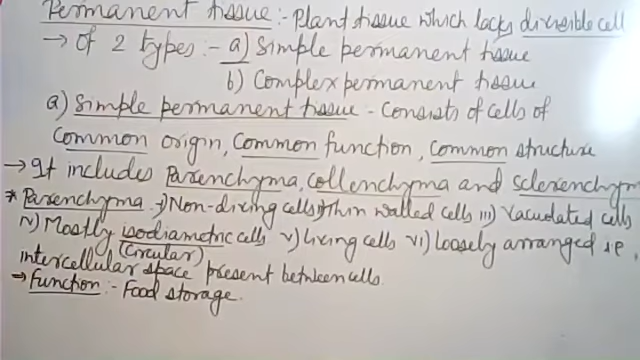 Permanent tissue :- Plant tissue which lacks divisible cell
→ Of 2 types :- a) Simple permanent tissue
b) Complex permanent tissue
a) Simple permanent tissue - Consists of cells of
Common origin, Common function, Common structure
→ It includes Parenchyma, collenchyma and sclerenchym
* Parenchyma :- i) Non-dividing cells ii) Thin walled cells iii) Vacuolated cells
iv) Mostly isodiametric cells v) Living cells vi) loosely arranged i.e,
(Circular)
intercellular space present between cells.
→ Function :- Food storage.